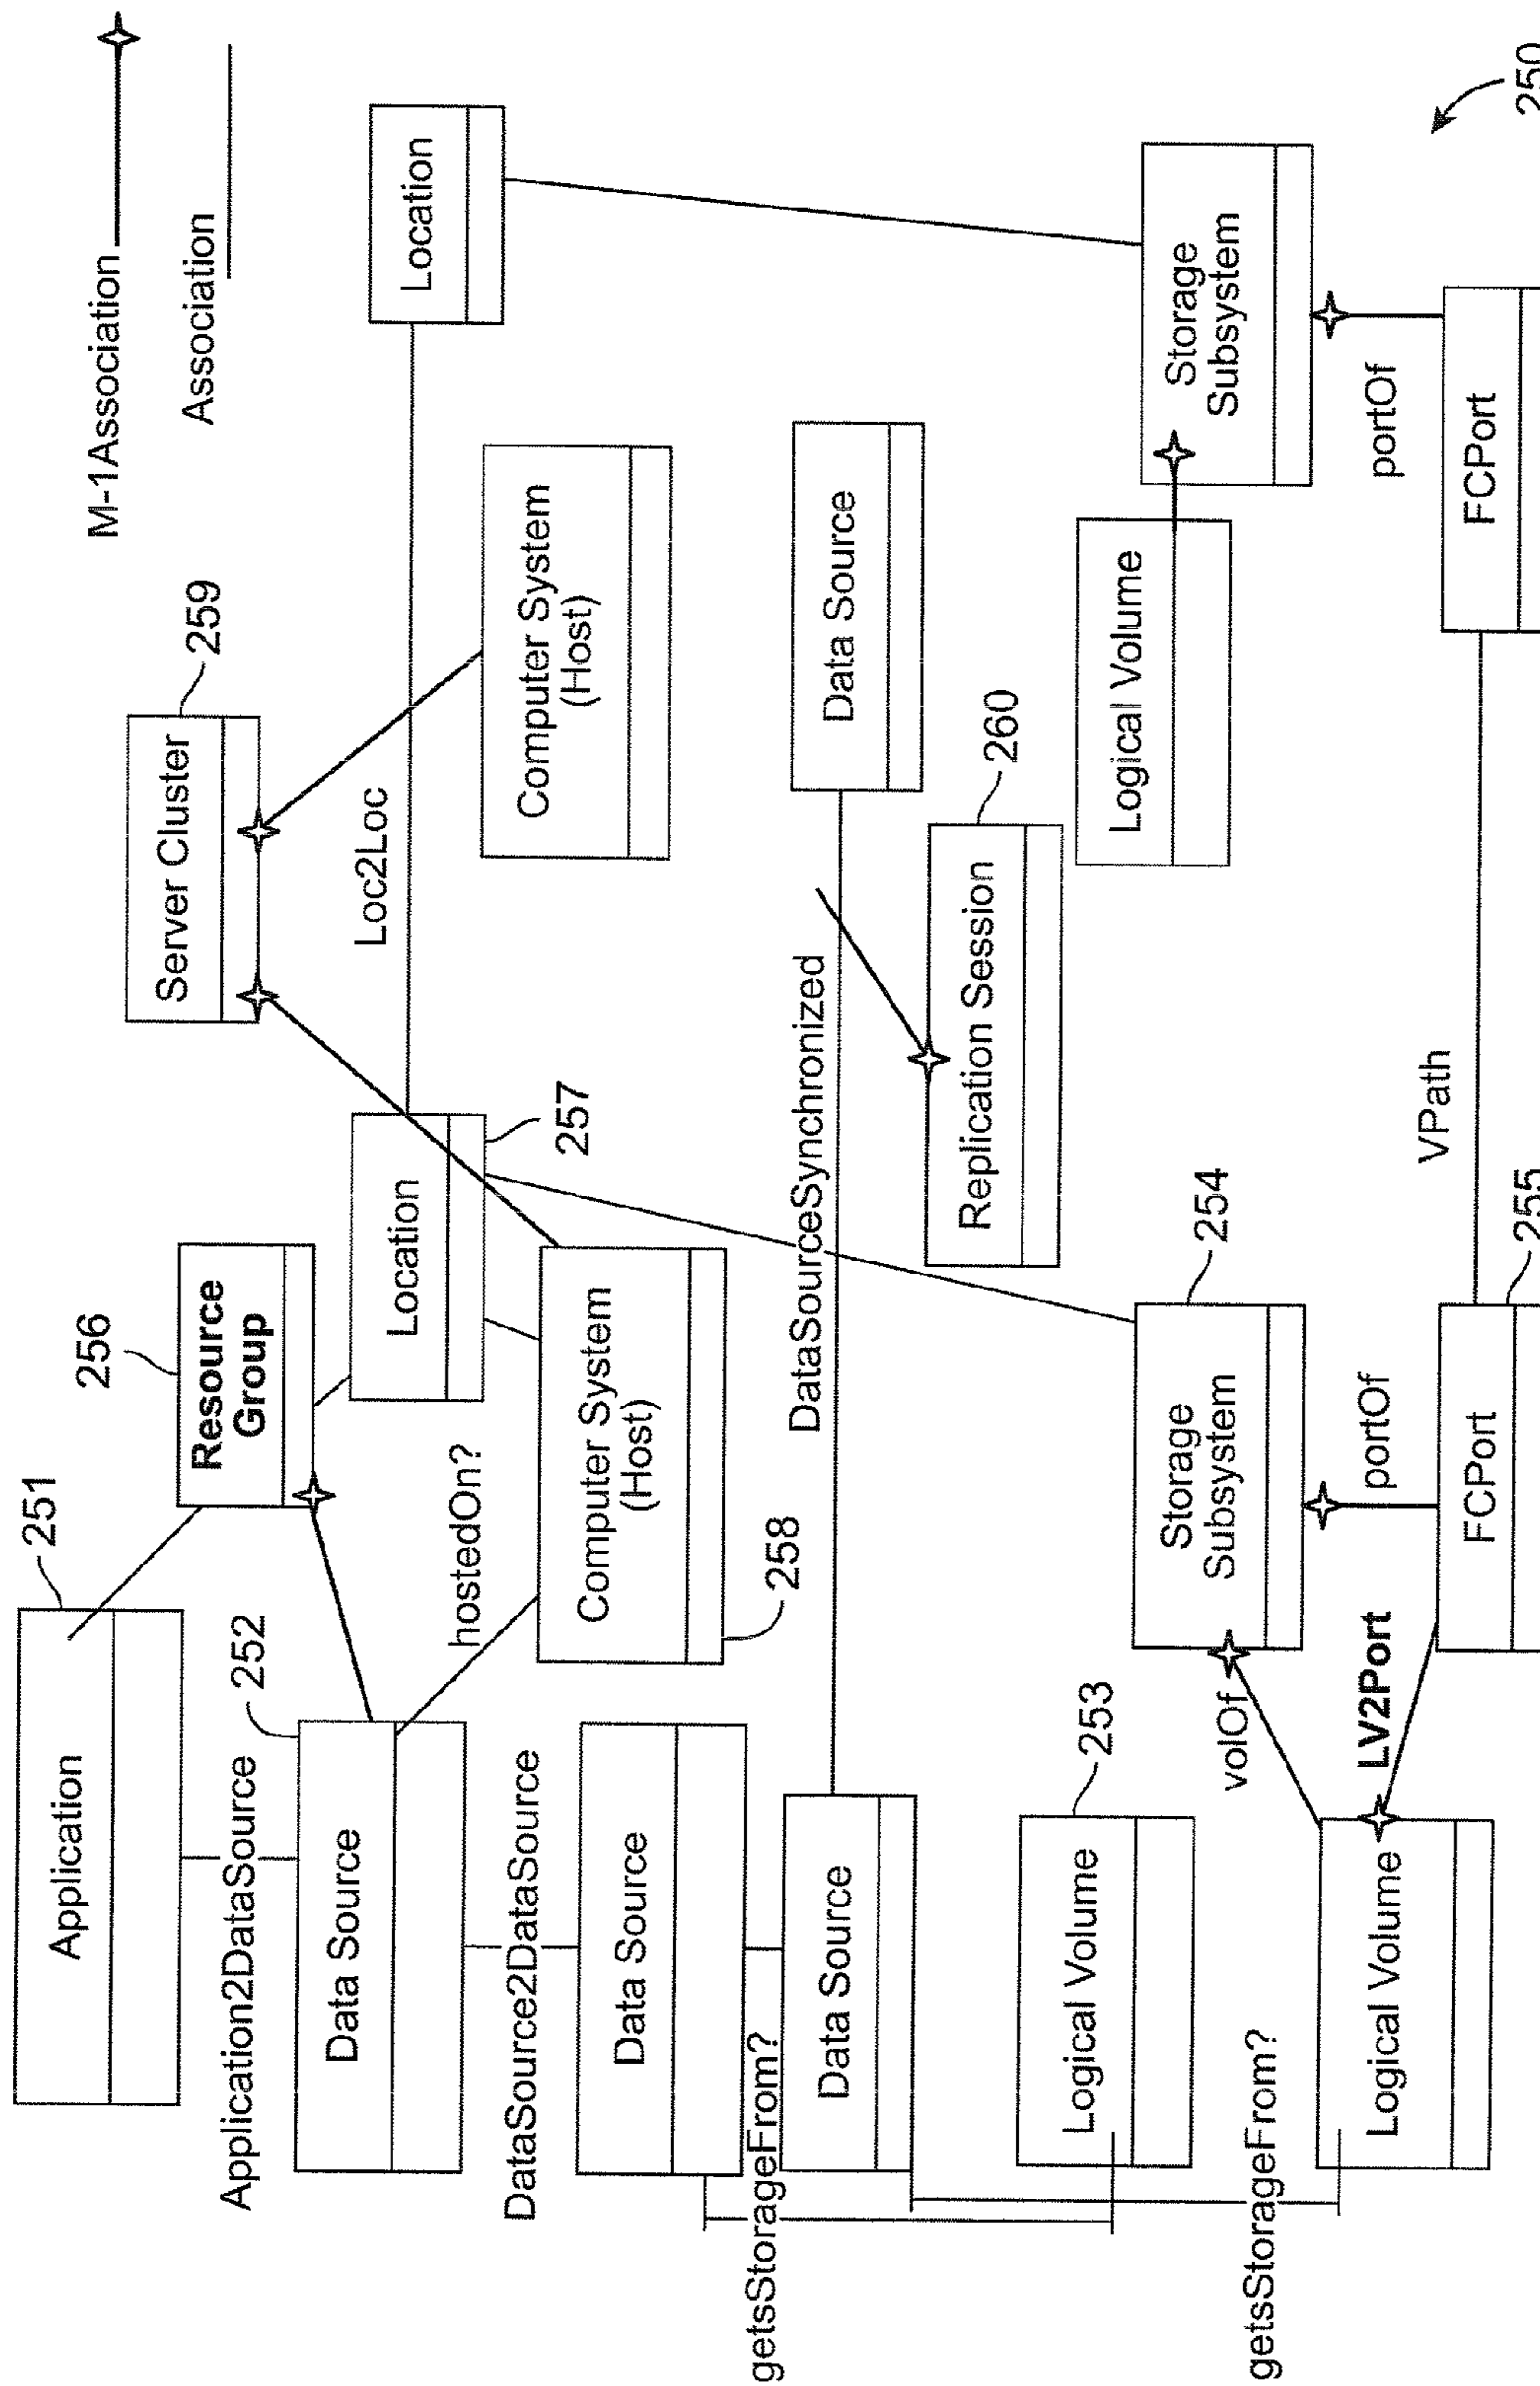 M-1Association
Association
Application
251
Application2DataSource
252
Data Source
DataSource2DataSource
Data Source
getsStorageFrom?
Data Source
Resource
Group
256
hostedOn?
Location
257
Computer System
(Host)
258
Server Cluster
259
Loc2Loc
Location
Computer System
(Host)
DataSourceSynchronized
Data Source
Replication Session
260
Logical Volume
253
getsStorageFrom?
Logical Volume
volOf
LV2Port
Storage
Subsystem
254
portOf
FCPort
255
VPath
Logical Volume
Storage
Subsystem
portOf
FCPort
250